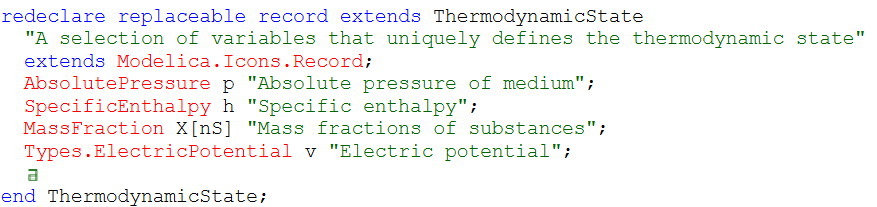 redeclare replaceable record extends ThermodynamicState
"A selection of variables that uniquely defines the thermodynamic state"
extends Modelica.Icons.Record;
AbsolutePressure p "Absolute pressure of medium";
SpecificEnthalpy h "Specific enthalpy";
MassFraction X[nS] "Mass fractions of substances";
Types.ElectricPotential v "Electric potential";
a
end ThermodynamicState;